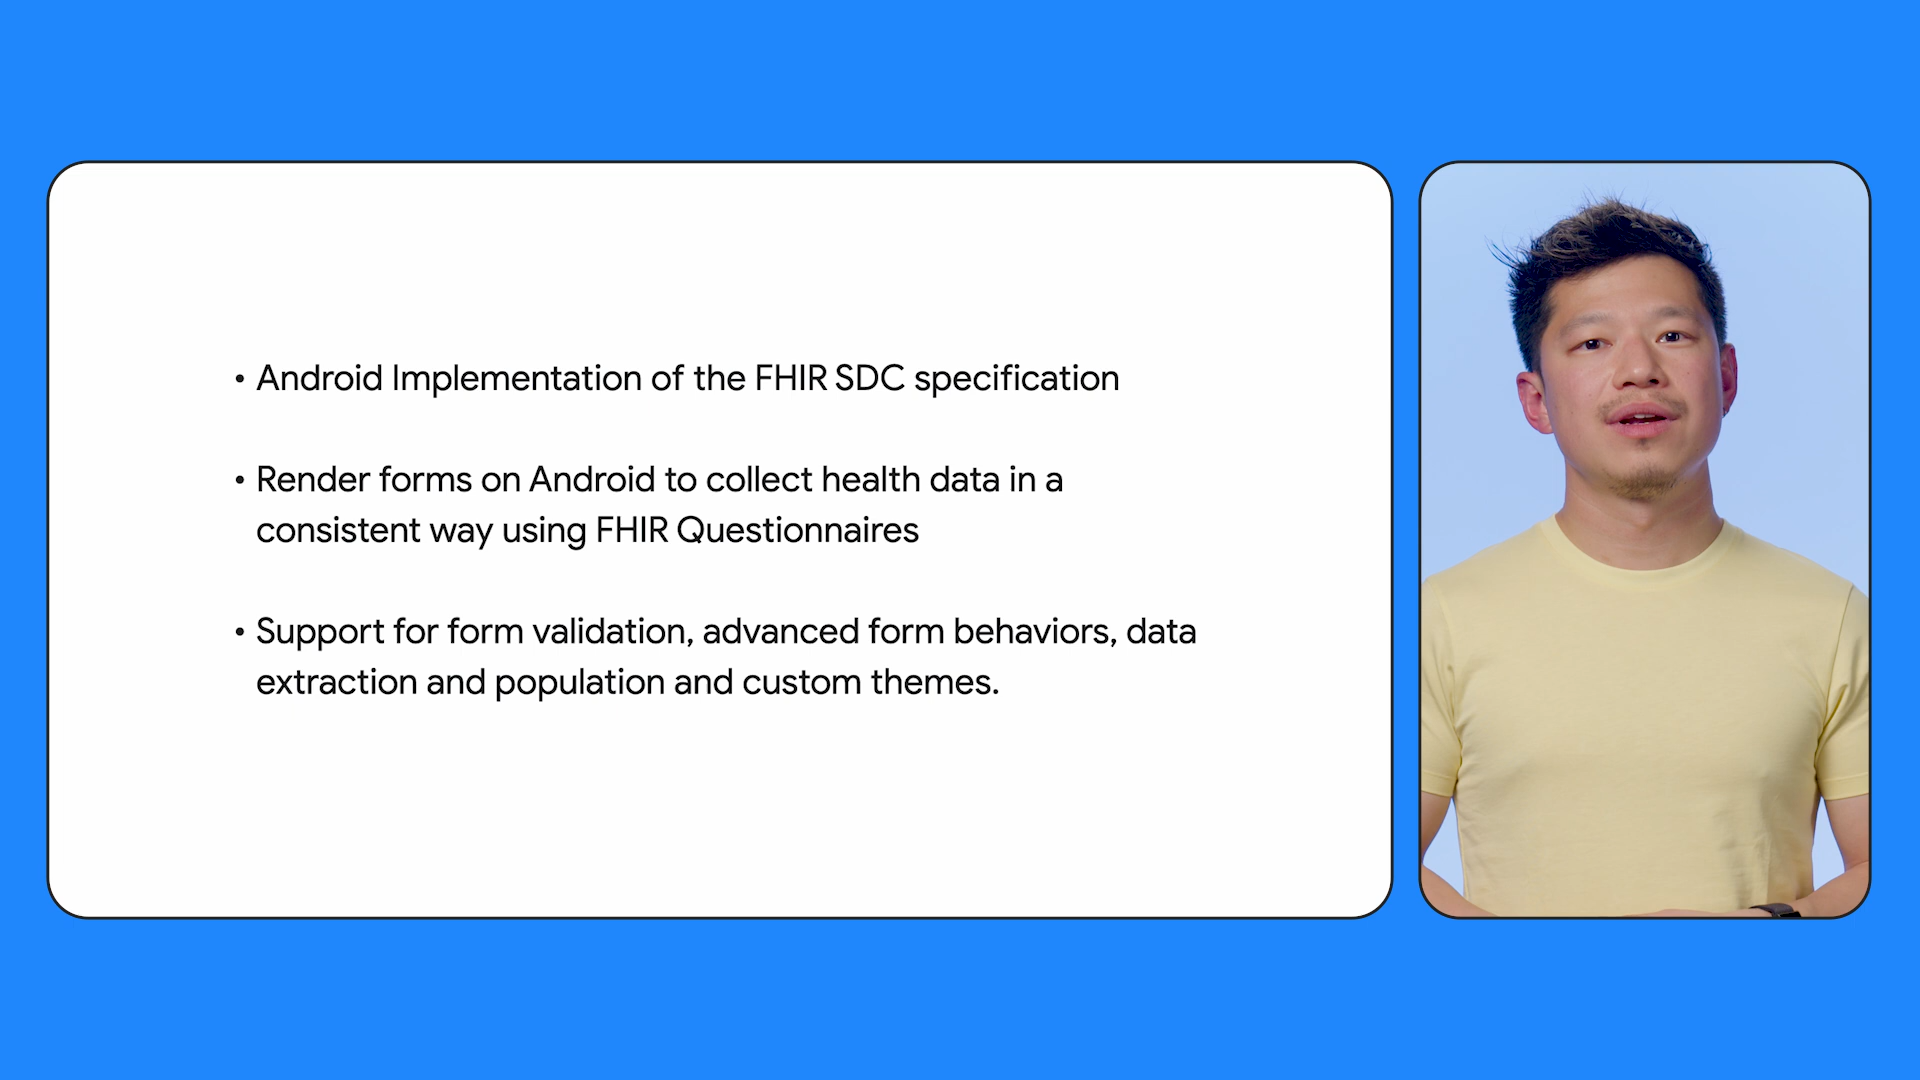 • Android Implementation of the FHIR SDC specification
• Render forms on Android to collect health data in a
consistent way using FHIR Questionnaires
• Support for form validation, advanced form behaviors, data
extraction and population and custom themes.